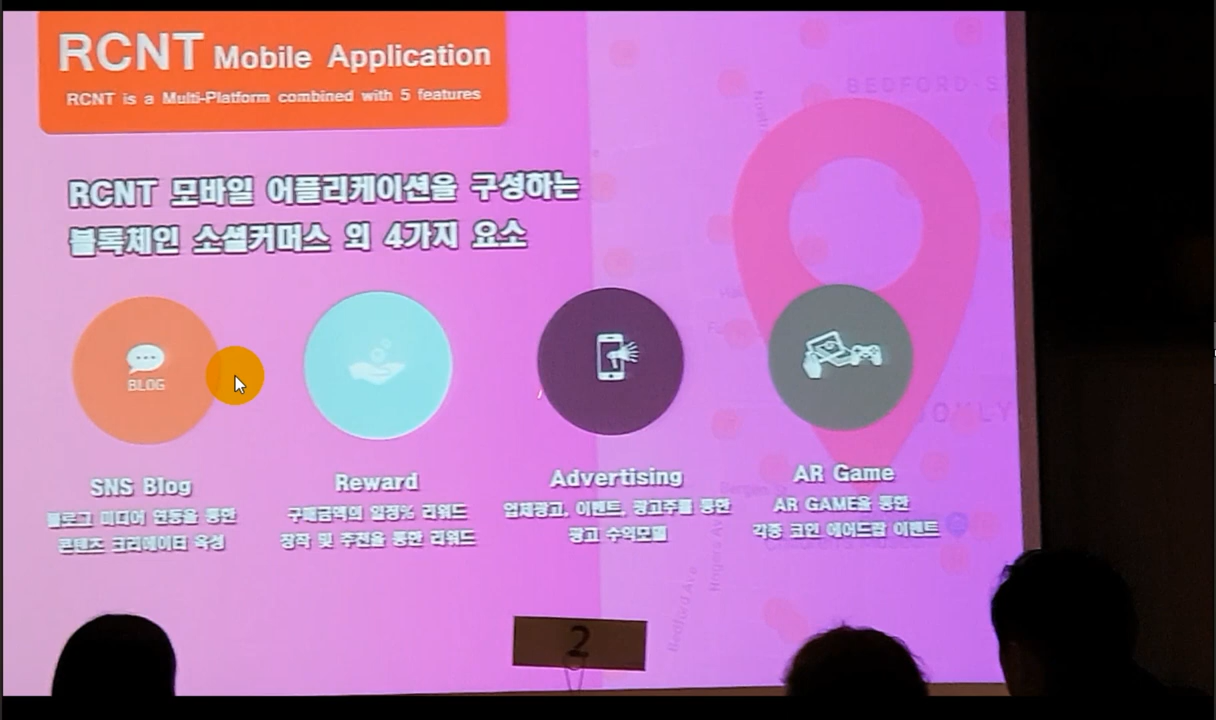 RCNT Mobile Application
RCNT is a Multi-Platform combined with 5 features
RCNT 모바일 어플리케이션을 구성하는
블록체인 소셜커머스 외 4가지 요소
BLOG
SNS Blog
블로그 미디어 연동을 통한
콘텐츠 크리에이터 육성
Reward
구매금액의 일정% 리워드
장작 및 추천을 통한 리워드
Advertising
업체광고, 이벤트, 광고주를 통한
광고 수익모델
AR Game
AR GAME을 통한
각종 코인 에어드랍 이벤트
BEDFORD-S
Bedford Ave
Rogers Av
2